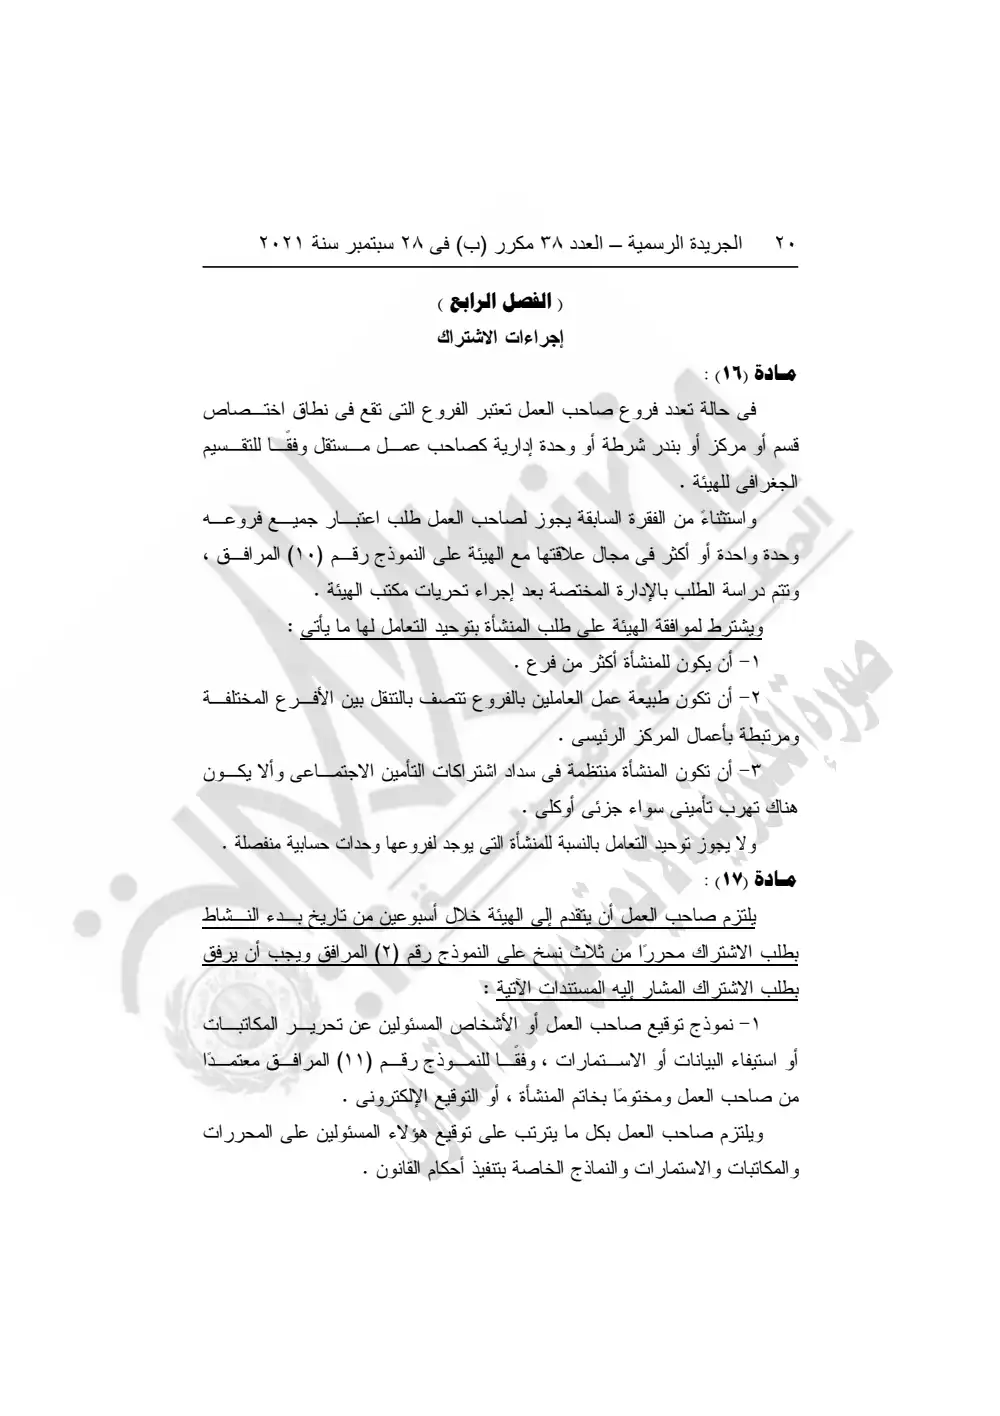 ٢٠ الجريدة الرسمية – العدد ٣٨ مكرر (ب) فى ٢٨ سبتمبر سنة ٢٠٢١
( الفصل الرابع )
إجراءات الاشتراك
مادة (١٦) :
فى حالة تعدد فروع صاحب العمل تعتبر الفروع التى تقع فى نطاق اختصاص
قسم أو مركز أو بندر شرطة أو وحدة إدارية كصاحب عمل مستقل وفقًا للتقسيم
الجغرافى للهيئة .
واستثناءً من الفقرة السابقة يجوز لصاحب العمل طلب اعتبار جميع فروعه
وحدة واحدة أو أكثر فى مجال علاقتها مع الهيئة على النموذج رقم (١٠) المرافق ،
وتتم دراسة الطلب بالإدارة المختصة بعد إجراء تحريات مكتب الهيئة .
ويشترط لموافقة الهيئة على طلب المنشأة بتوحيد التعامل لها ما يأتى :
١- أن يكون للمنشأة أكثر من فرع .
٢- أن تكون طبيعة عمل العاملين بالفروع تتصف بالتنقل بين الأفرع المختلفة
ومرتبطة بأعمال المركز الرئيسى .
٣- أن تكون المنشأة منتظمة فى سداد اشتراكات التأمين الاجتماعى وألا يكون
هناك تهرب تأمينى سواء جزئى أوكلى .
ولا يجوز توحيد التعامل بالنسبة للمنشأة التى يوجد لفروعها وحدات حسابية منفصلة .
مادة (١٧) :
يلتزم صاحب العمل أن يتقدم إلى الهيئة خلال أسبوعين من تاريخ بدء النشاط
بطلب الاشتراك محررًا من ثلاث نسخ على النموذج رقم (٢) المرافق ويجب أن يرفق
بطلب الاشتراك المشار إليه المستندات الآتية :
١- نموذج توقيع صاحب العمل أو الأشخاص المسئولين عن تحرير المكاتبات
أو استيفاء البيانات أو الاستمارات ، وفقًا للنموذج رقم (١١) المرافق معتمدًا
من صاحب العمل ومختومًا بخاتم المنشأة ، أو التوقيع الإلكترونى .
ويلتزم صاحب العمل بكل ما يترتب على توقيع هؤلاء المسئولين على المحررات
والمكاتبات والاستمارات والنماذج الخاصة بتنفيذ أحكام القانون .